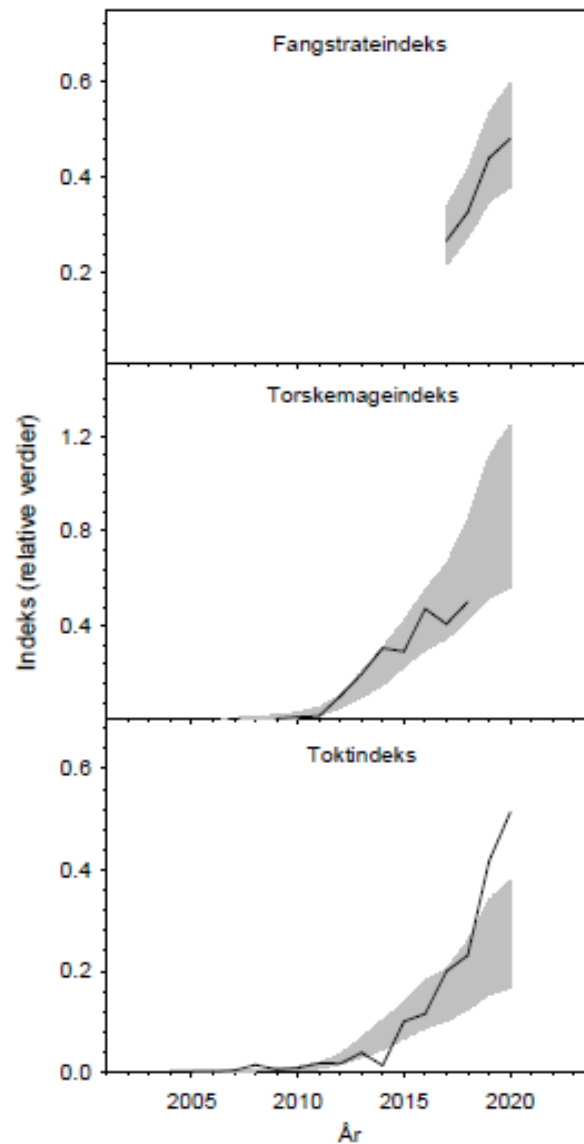 Fangstrateindeks
0.6
0.4
0.2
Torskemageindeks
1.2
0.8
0.4
Indeks (relative verdier)
Toktindeks
0.6
0.4
0.2
0.0
2005 2010 2015 2020
År